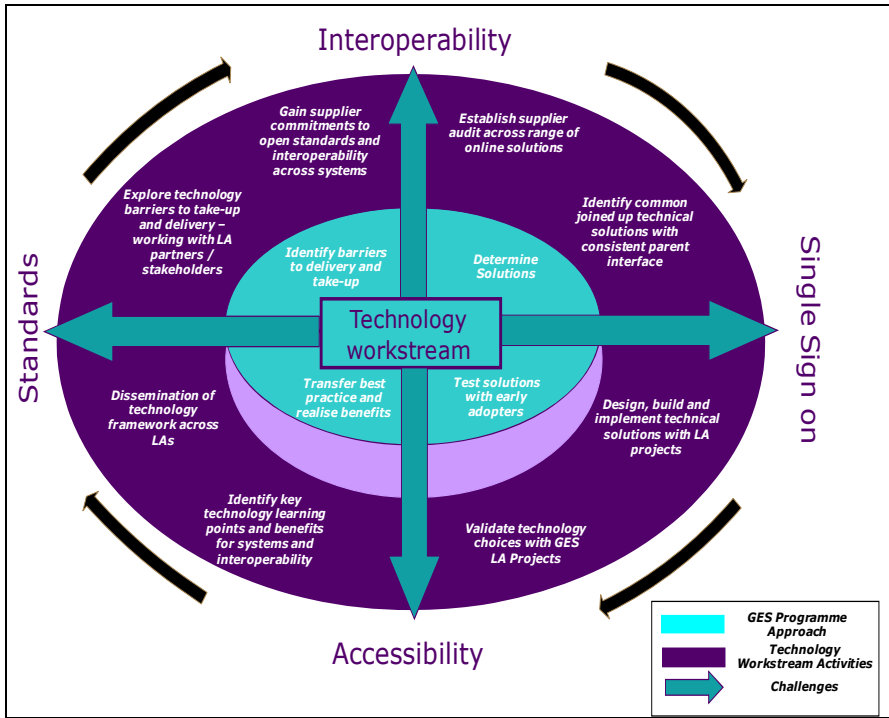 Interoperability
Gain supplier
commitments to
open standards and
interoperability
across systems
Establish supplier
audit across range of
online solutions
Explore technology
barriers to take-up
and delivery –
working with LA
partners /
stakeholders
Identify common
joined up technical
solutions with
consistent parent
interface
Identify barriers
to delivery and
take-up
Determine
Solutions
Standards
Technology
workstream
Single Sign on
Transfer best
practice and
realise benefits
Test solutions
with early
adopters
Dissemination of
technology
framework across
LAs
Design, build and
implement technical
solutions with LA
projects
Identify key
technology learning
points and benefits
for systems and
interoperability
Validate technology
choices with GES
LA Projects
Accessibility
GES Programme
Approach
Technology
Workstream Activities
Challenges